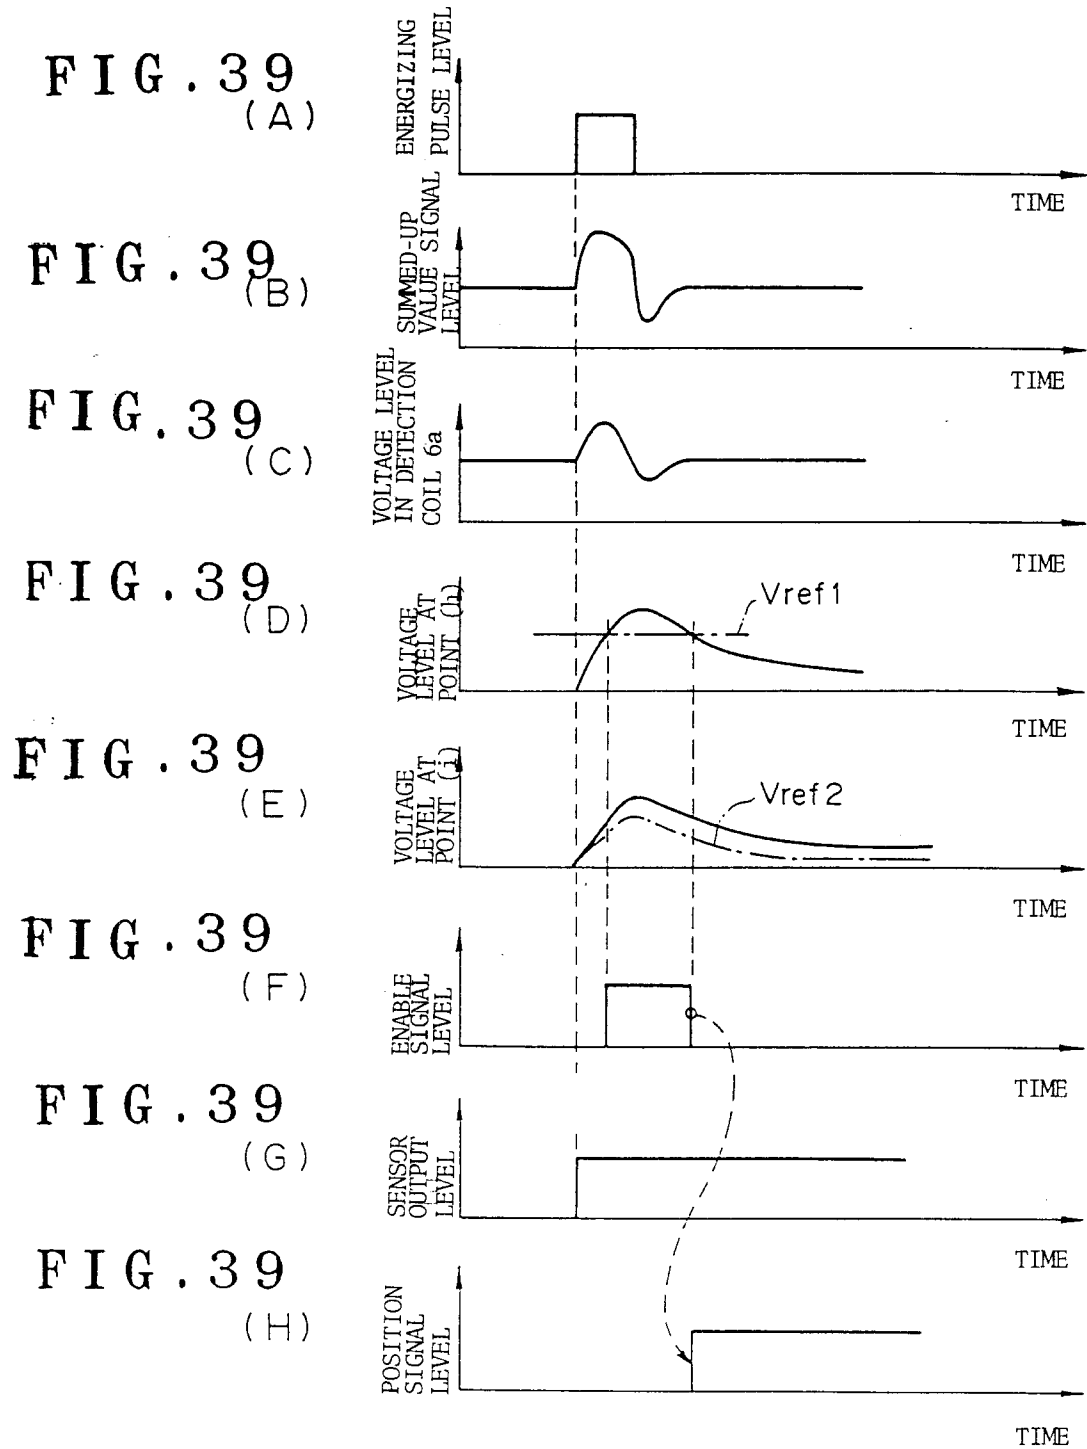 FIG.39
(A)
ENERGIZING
PULSE LEVEL
TIME
FIG.39
(B)
SUMMED-UP
VALUE SIGNAL
LEVEL
TIME
FIG.39
(C)
VOLTAGE LEVEL
IN DETECTION
COIL 6a
TIME
FIG.39
(D)
VOLTAGE
LEVEL AT
POINT (h)
Vref1
TIME
FIG.39
(E)
VOLTAGE
LEVEL AT
POINT (i)
Vref2
TIME
FIG.39
(F)
ENABLE
SIGNAL
LEVEL
TIME
FIG.39
(G)
SENSOR
OUTPUT
LEVEL
TIME
FIG.39
(H)
POSITION
SIGNAL
LEVEL
TIME